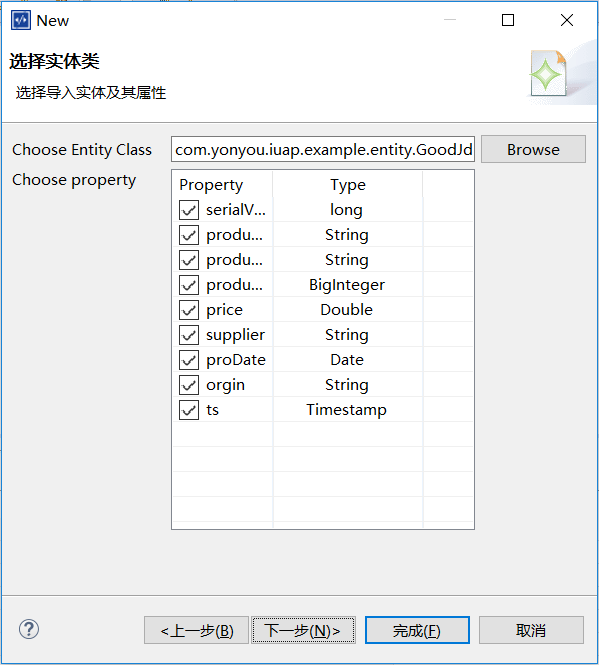 New
选择实体类
选择导入实体及其属性
Choose Entity Class com.yonyou.iuap.example.entity.GoodJd Browse
Choose property
Property Type
serialV... long
produ... String
produ... String
produ... BigInteger
price Double
supplier String
proDate Date
orgin String
ts Timestamp
<上一步(B) 下一步(N)> 完成(F) 取消